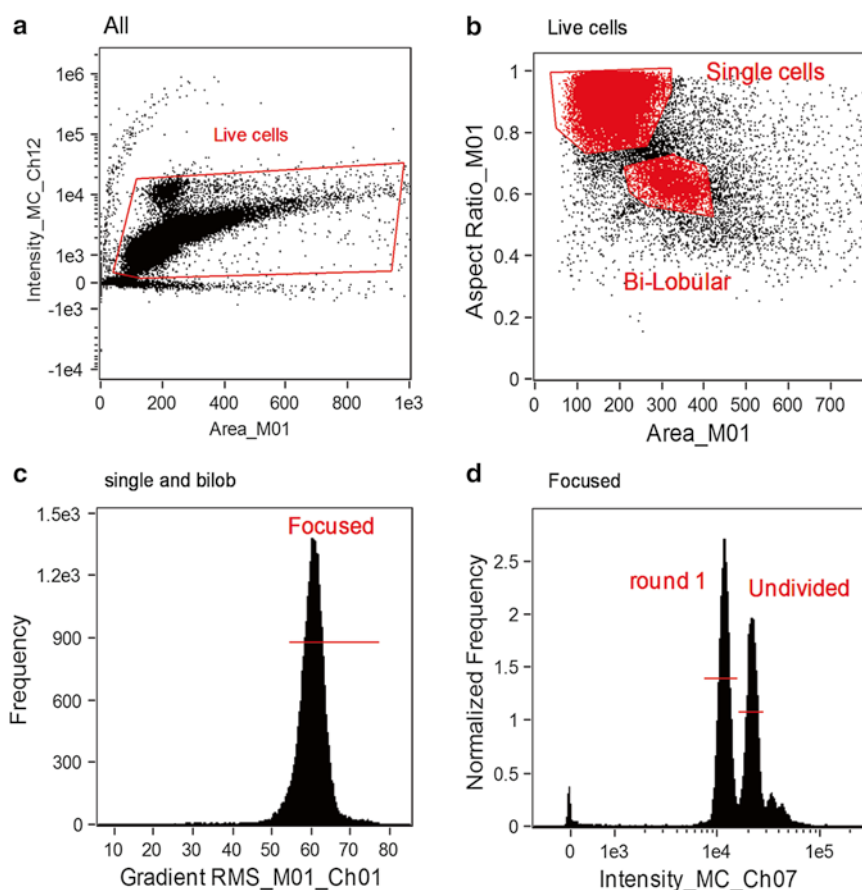 a All
1e6
1e5
1e4
1e3
0
-1e3
-1e4
Intensity_MC_Ch12
Live cells
0 200 400 600 800 1e3
Area_M01
b Live cells
1
0.8
0.6
0.4
0.2
0
Aspect Ratio_M01
Single cells
Bi-Lobular
0 100 200 300 400 500 600 700
Area_M01
c single and bilob
1.5e3
1.2e3
900
600
300
0
Frequency
Focused
10 20 30 40 50 60 70 80
Gradient RMS_M01_Ch01
d Focused
2.5
2
1.5
1
0.5
0
Normalized Frequency
round 1
Undivided
0 1e3 1e4 1e5
Intensity_MC_Ch07